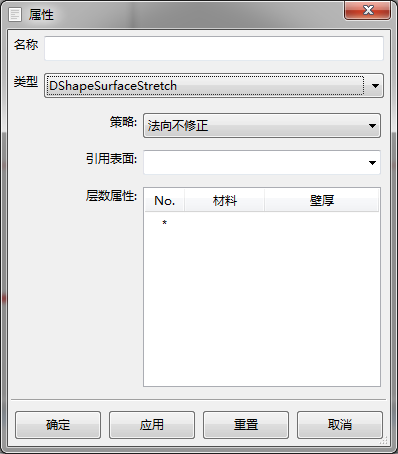 属性
名称
类型
DShapeSurfaceStretch
策略:
法向不修正
引用表面:
层数属性:
No. 材料 壁厚
*
确定 应用 重置 取消